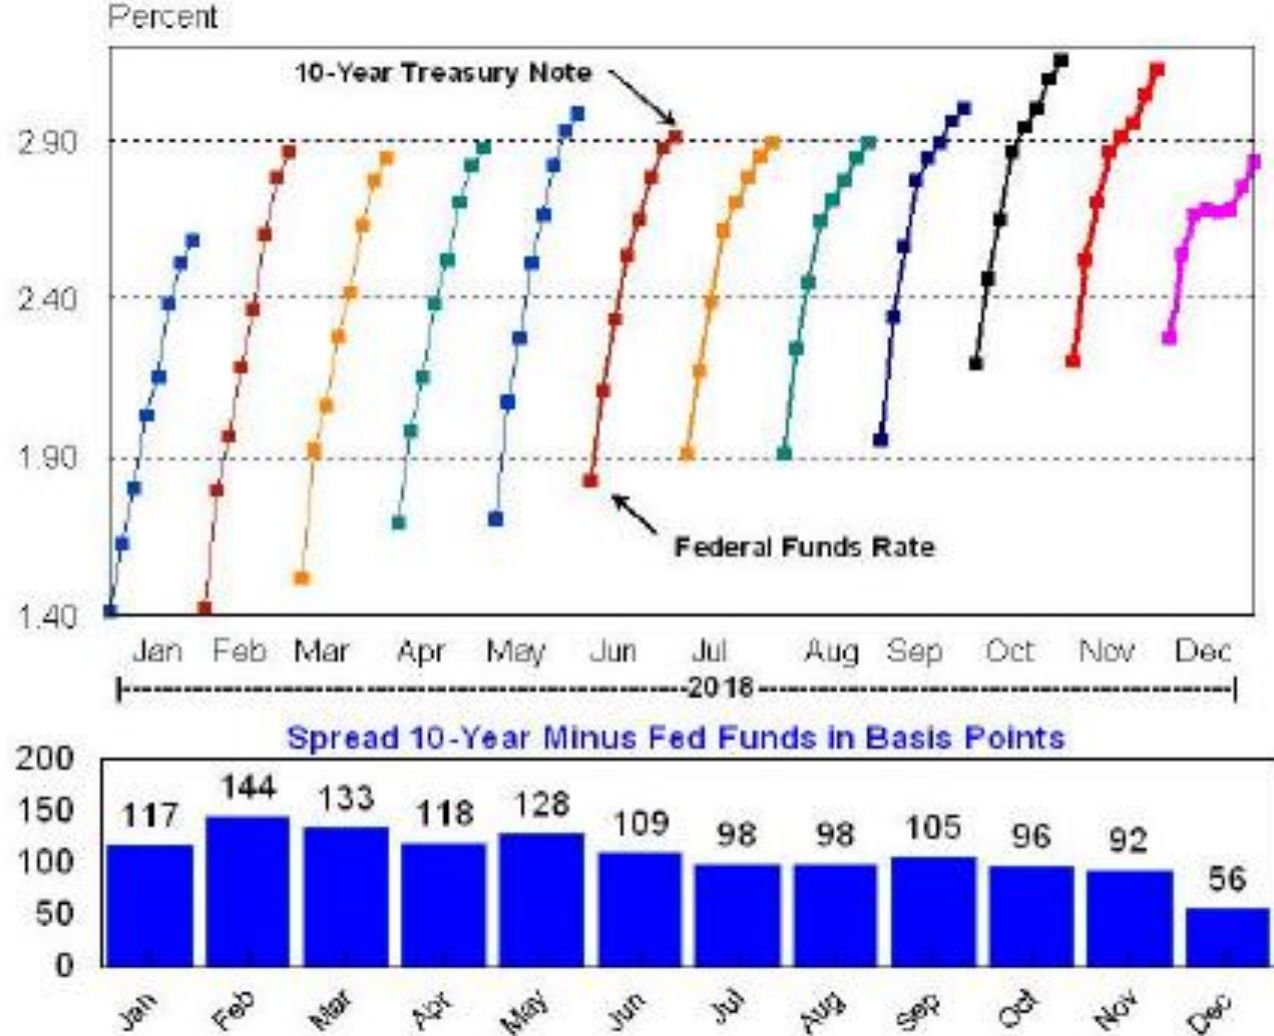 Percent
10-Year Treasury Note
2.90
2.40
1.90
Federal Funds Rate
1.40
Jan Feb Mar Apr May Jun Jul Aug Sep Oct Nov Dec
2018
Spread 10-Year Minus Fed Funds in Basis Points
200
150
100
50
0
117 144 133 118 128 109 98 98 105 96 92 56
Jan Feb Mar Apr May Jun Jul Aug Sep Oct Nov Dec